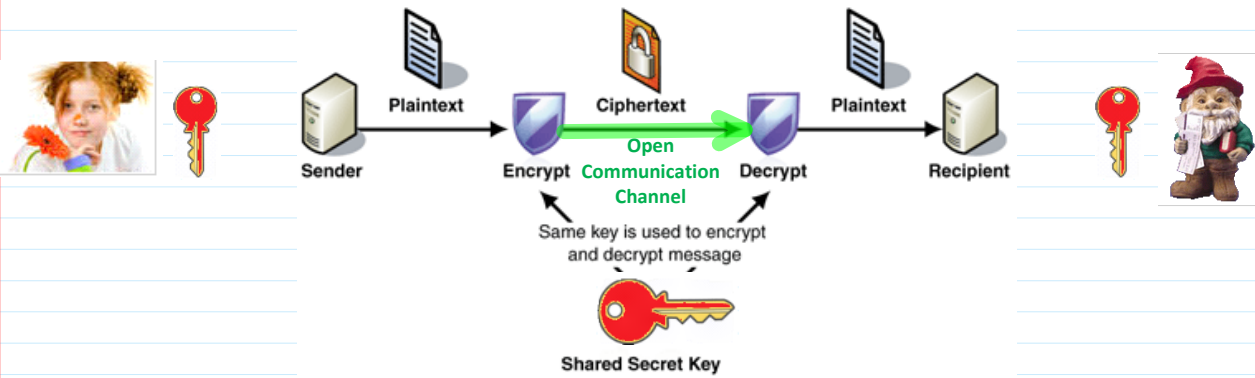 Plaintext
Ciphertext
Plaintext
Sender
Encrypt
Open
Communication
Channel
Decrypt
Recipient
Same key is used to encrypt
and decrypt message
Shared Secret Key